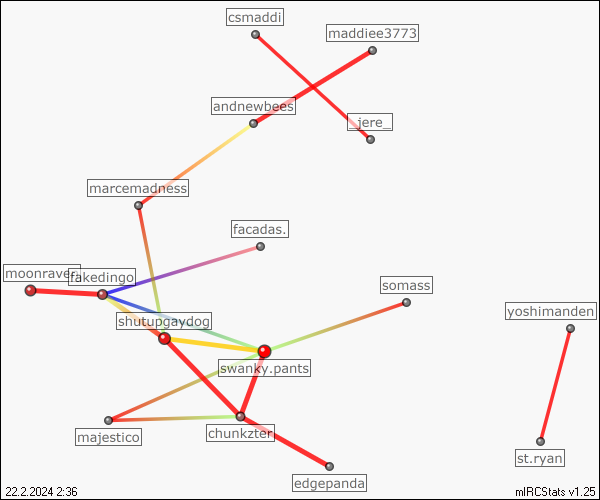 csmaddi
maddiee3773
andnewbees
_jere_
marcemadness
facadas.
moonraven
fakedingo
somass
yoshimanden
shutupgaydog
swanky.pants
majestico
chunkzter
st.ryan
edgepanda
22.2.2024 2:36
mIRCStats v1.25